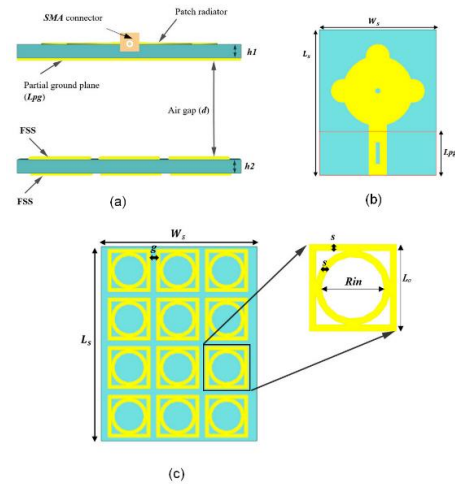 SMA connector
Patch radiator
h1
Partial ground plane
(Lpg)
Air gap (d)
FSS
h2
FSS
(a)
Ws
Ls
Lpg
(b)
Ws
g
Ls
s
s
Rin
(c)